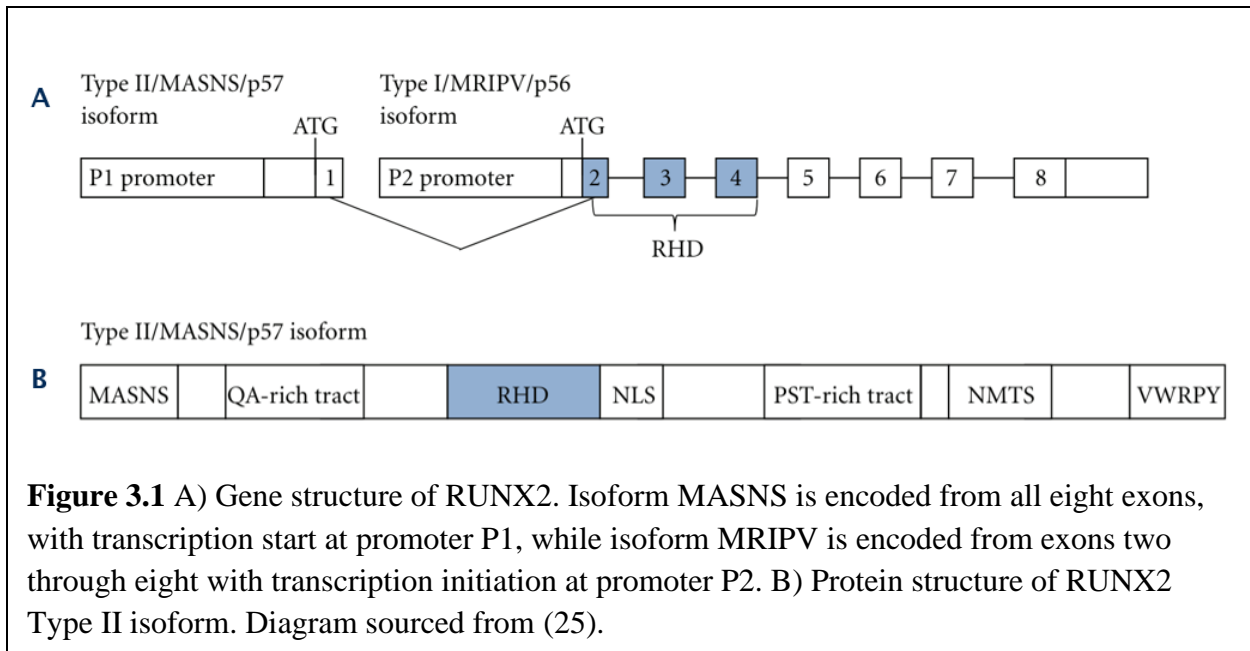 A
Type II/MASNS/p57
isoform
ATG
Type I/MRIPV/p56
isoform
ATG
P1 promoter
1
P2 promoter
2
3
4
5
6
7
8
RHD
Type II/MASNS/p57 isoform
B
MASNS
QA-rich tract
RHD
NLS
PST-rich tract
NMTS
VWRPY
Figure 3.1 A) Gene structure of RUNX2. Isoform MASNS is encoded from all eight exons,
with transcription start at promoter P1, while isoform MRIPV is encoded from exons two
through eight with transcription initiation at promoter P2. B) Protein structure of RUNX2
Type II isoform. Diagram sourced from (25).